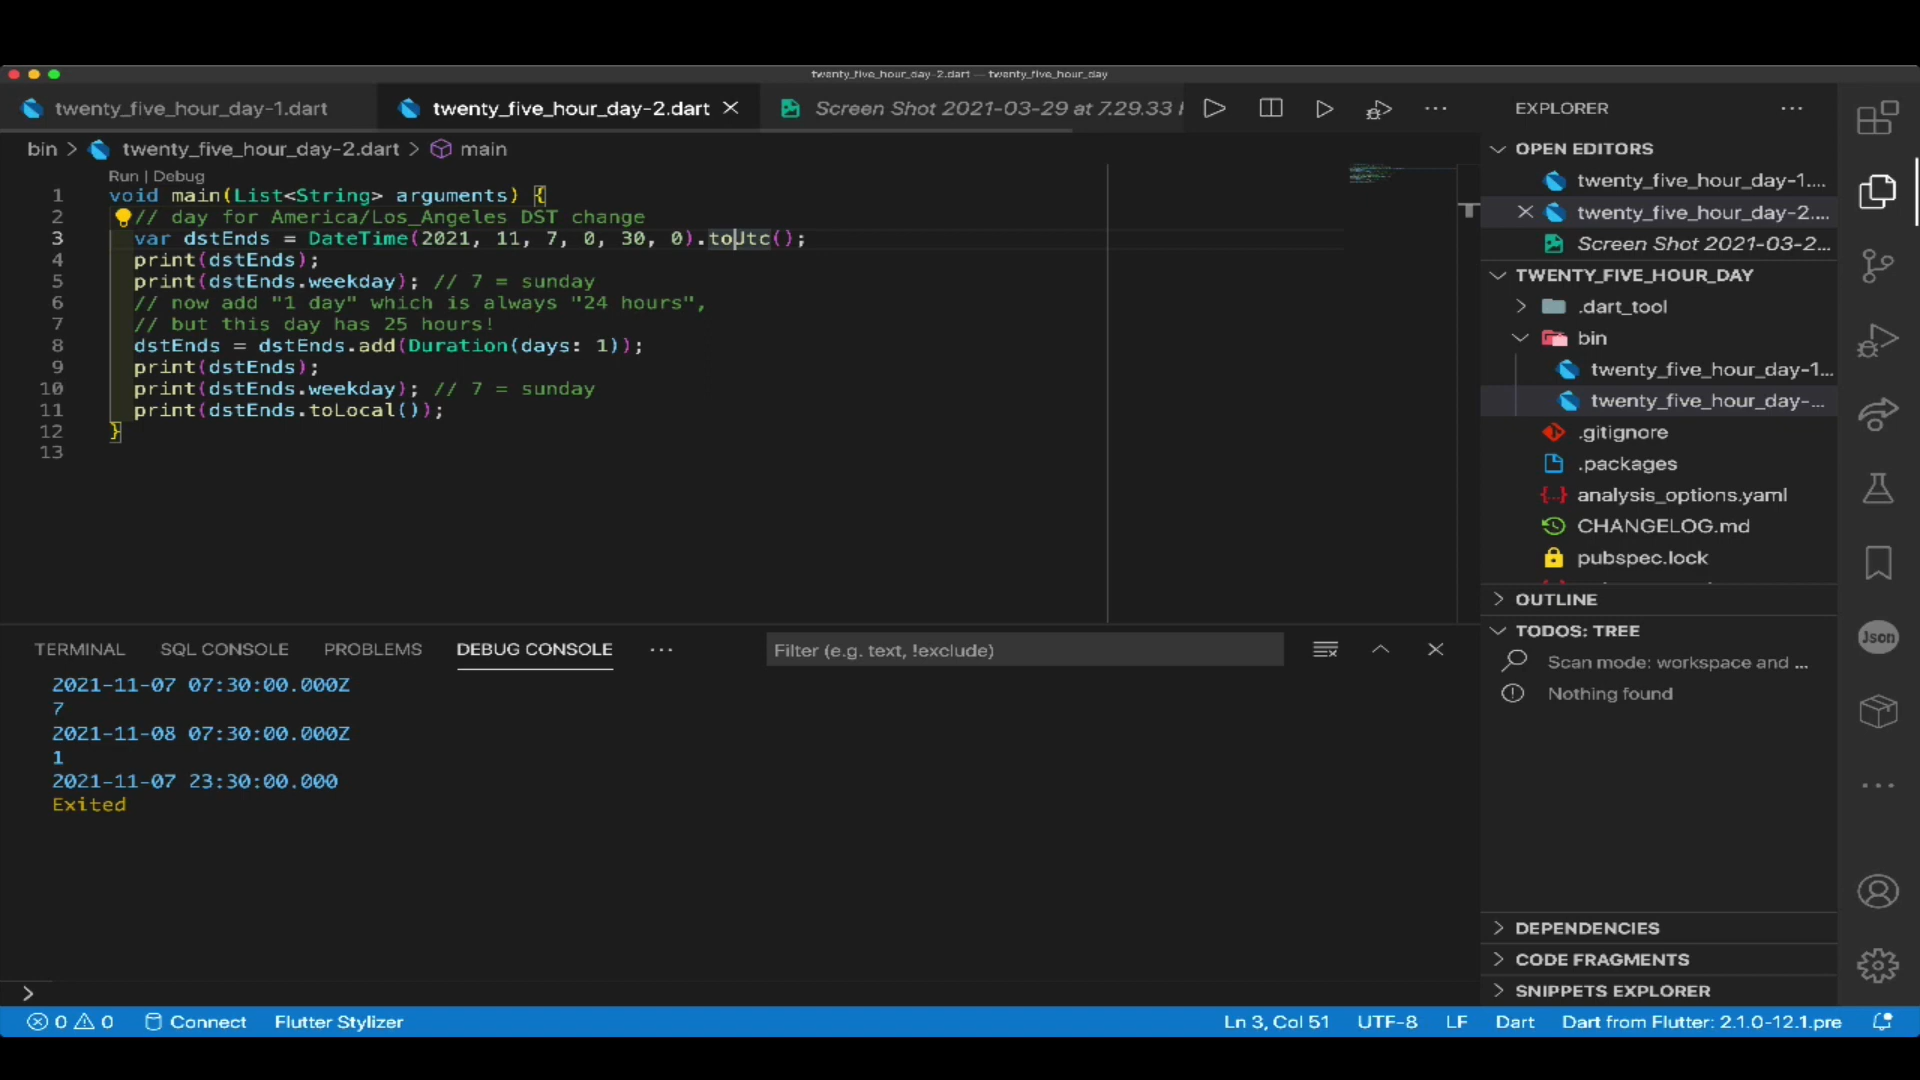 twenty_five_hour_day-2.dart — twenty_five_hour_day
twenty_five_hour_day-1.dart
twenty_five_hour_day-2.dart
Screen Shot 2021-03-29 at 7.29.33
bin > twenty_five_hour_day-2.dart > main
Run | Debug
1 void main(List<String> arguments) {
2 // day for America/Los_Angeles DST change
3 var dstEnds = DateTime(2021, 11, 7, 0, 30, 0).toUtc();
4 print(dstEnds);
5 print(dstEnds.weekday); // 7 = sunday
6 // now add "1 day" which is always "24 hours",
7 // but this day has 25 hours!
8 dstEnds = dstEnds.add(Duration(days: 1));
9 print(dstEnds);
10 print(dstEnds.weekday); // 7 = sunday
11 print(dstEnds.toLocal());
12 }
13
TERMINAL
SQL CONSOLE
PROBLEMS
DEBUG CONSOLE
...
Filter (e.g. text, !exclude)
2021-11-07 07:30:00.000Z
7
2021-11-08 07:30:00.000Z
1
2021-11-07 23:30:00.000
Exited
>
EXPLORER
OPEN EDITORS
twenty_five_hour_day-1....
twenty_five_hour_day-2....
Screen Shot 2021-03-2...
TWENTY_FIVE_HOUR_DAY
.dart_tool
bin
twenty_five_hour_day-1...
twenty_five_hour_day-...
.gitignore
.packages
analysis_options.yaml
CHANGELOG.md
pubspec.lock
OUTLINE
TODOS: TREE
Scan mode: workspace and ...
Nothing found
DEPENDENCIES
CODE FRAGMENTS
SNIPPETS EXPLORER
Json
0 0
Connect
Flutter Stylizer
Ln 3, Col 51
UTF-8
LF
Dart
Dart from Flutter: 2.1.0-12.1.pre